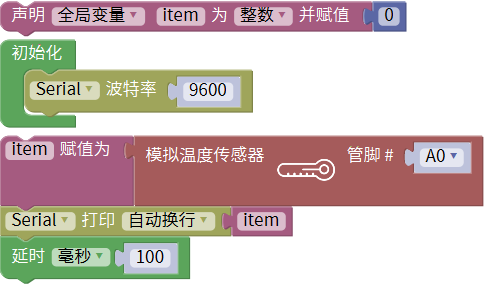 声明 全局变量 item 为 整数 并赋值 0
初始化
Serial 波特率 9600
item 赋值为 模拟温度传感器 管脚 # A0
Serial 打印 自动换行 item
延时 毫秒 100